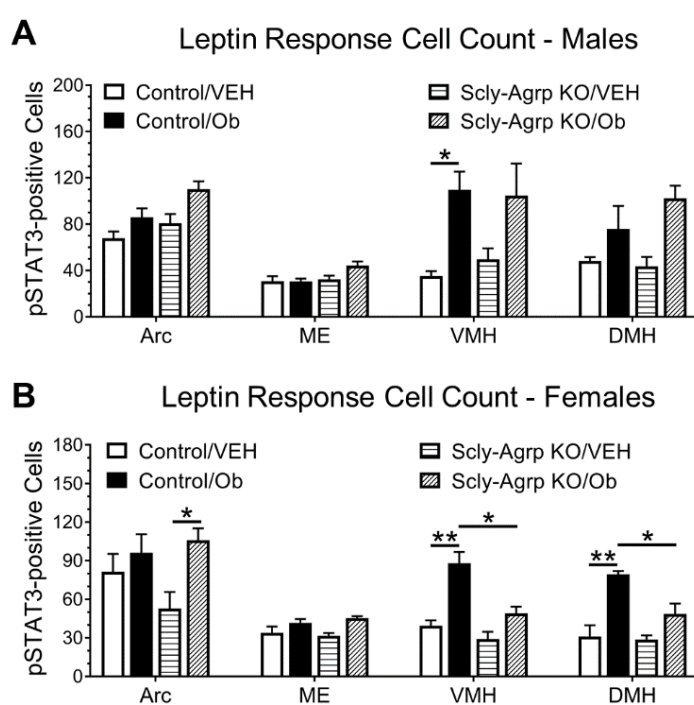 A
Leptin Response Cell Count - Males
pSTAT3-positive Cells
200
160
120
80
40
0
Control/VEH
Control/Ob
Scly-Agrp KO/VEH
Scly-Agrp KO/Ob
*
Arc
ME
VMH
DMH
B
Leptin Response Cell Count - Females
pSTAT3-positive Cells
180
150
120
90
60
30
0
Control/VEH
Control/Ob
Scly-Agrp KO/VEH
Scly-Agrp KO/Ob
*
**
*
**
*
Arc
ME
VMH
DMH